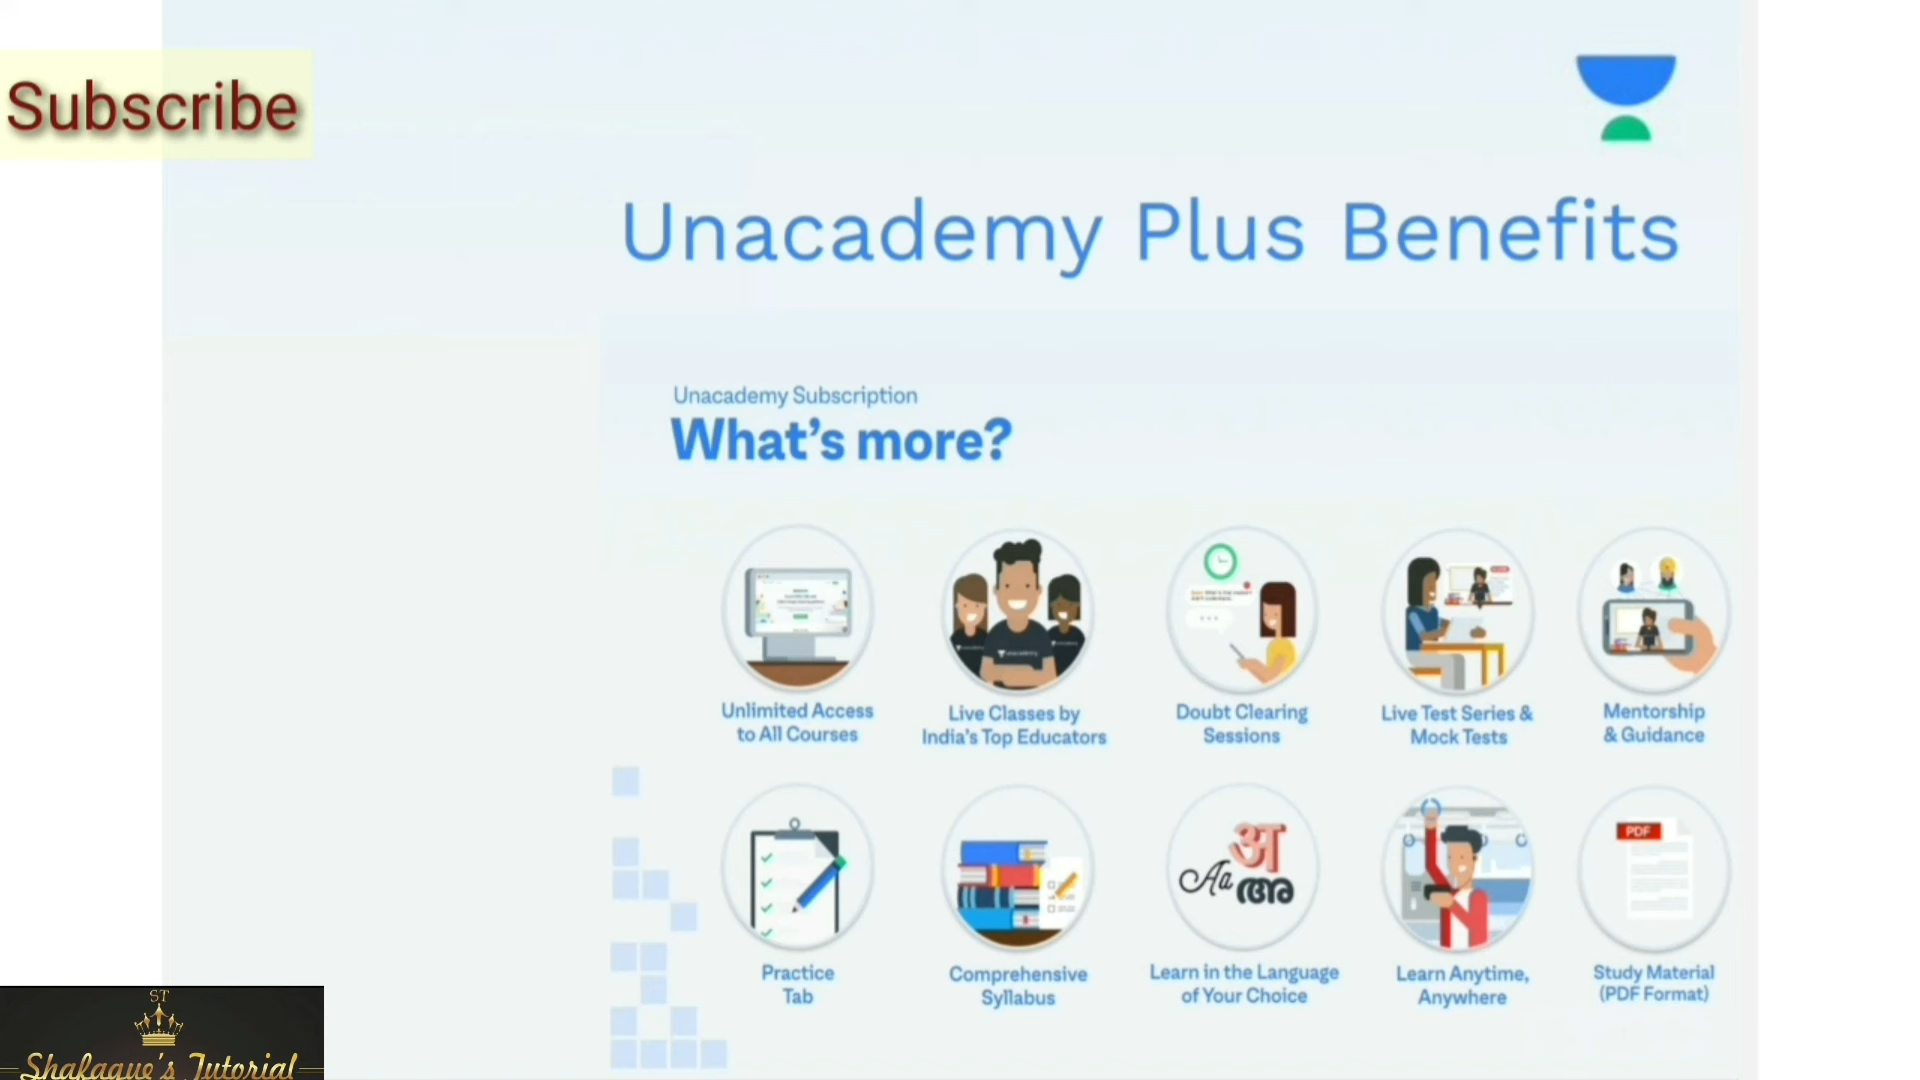 Subscribe
Unacademy Plus Benefits
Unacademy Subscription
What's more?
Unlimited Access
to All Courses
Live Classes by
India's Top Educators
Doubt Clearing
Sessions
Live Test Series &
Mock Tests
Mentorship
& Guidance
Aa
अ
അ
PDF
Practice
Tab
Comprehensive
Syllabus
Learn in the Language
of Your Choice
Learn Anytime,
Anywhere
Study Material
(PDF Format)
ST
Shafaque's Tutorial